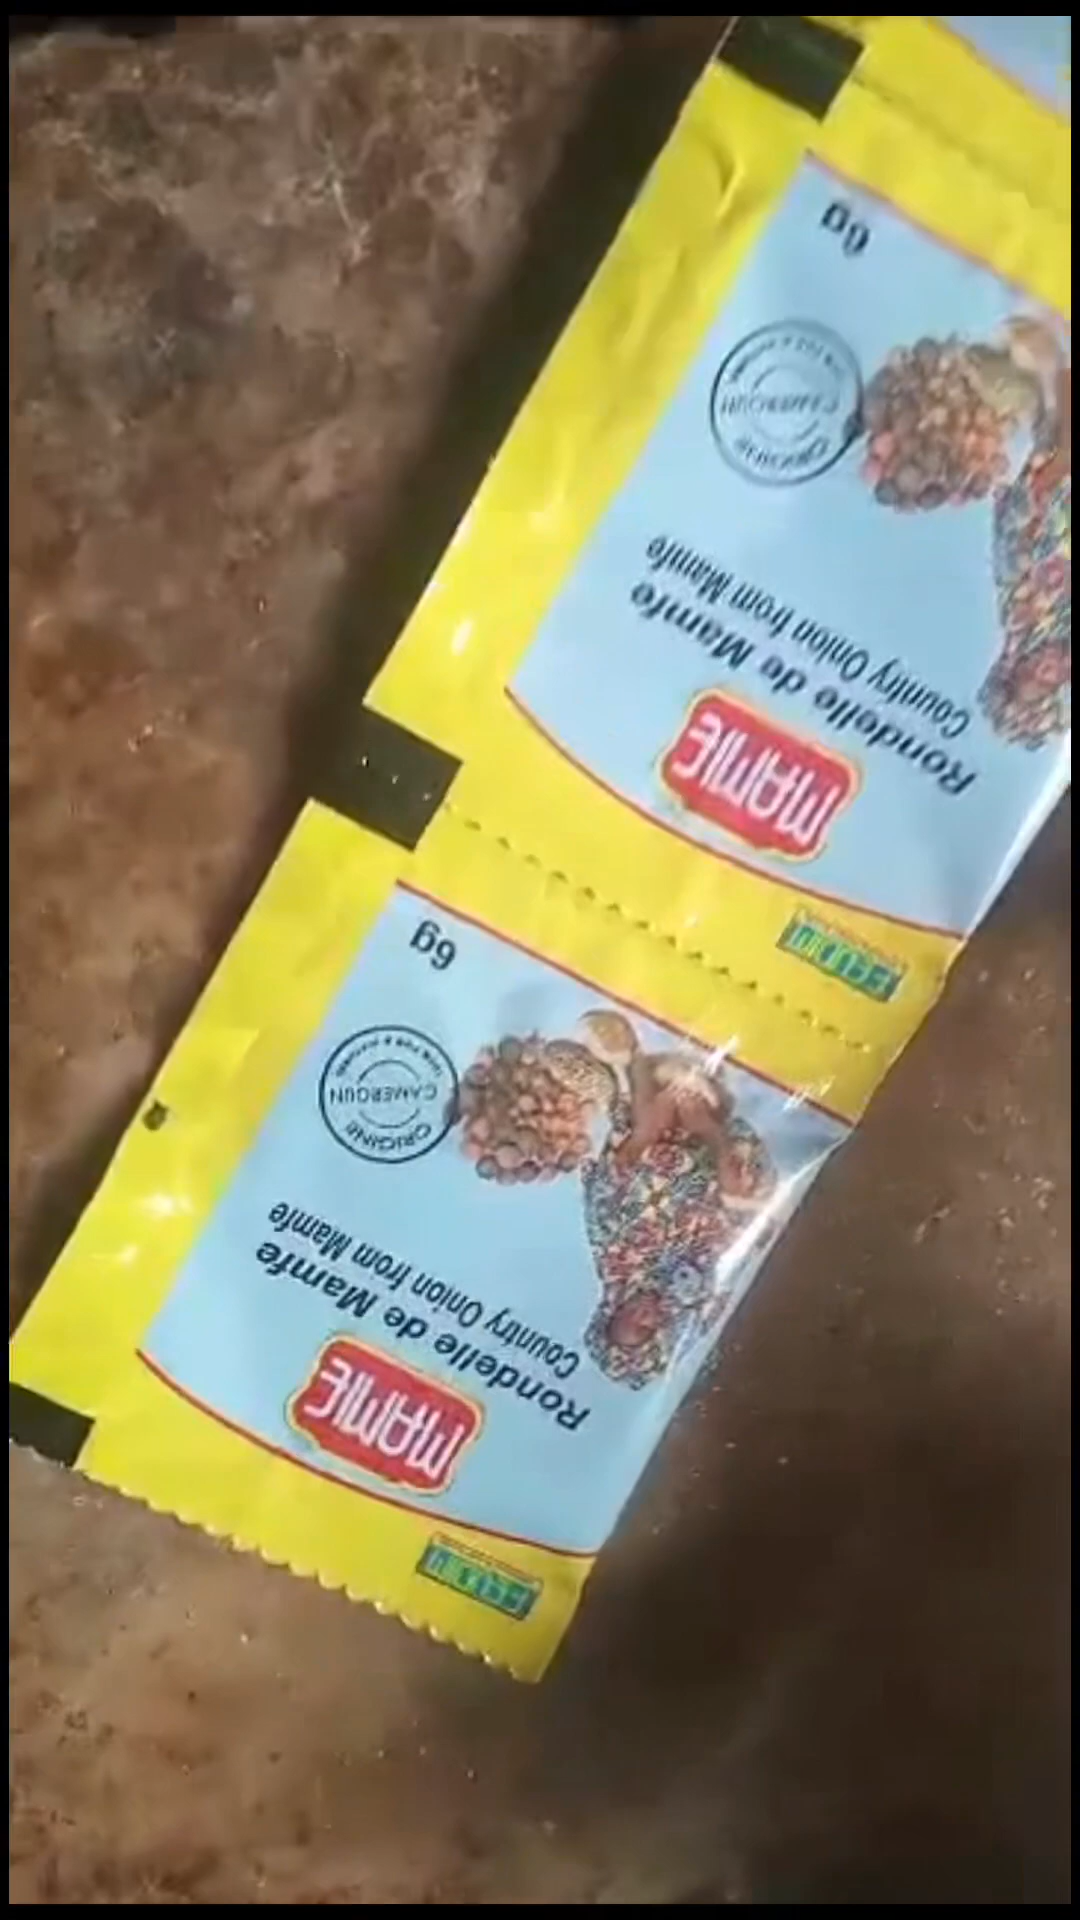 MAMIE
Rondelle de Mamfe
Country Onion from Mamfe
ORIGINE
CAMEROUN
6g
MAMIE
Rondelle de Mamfe
Country Onion from Mamfe
ORIGINE
CAMEROUN
6g